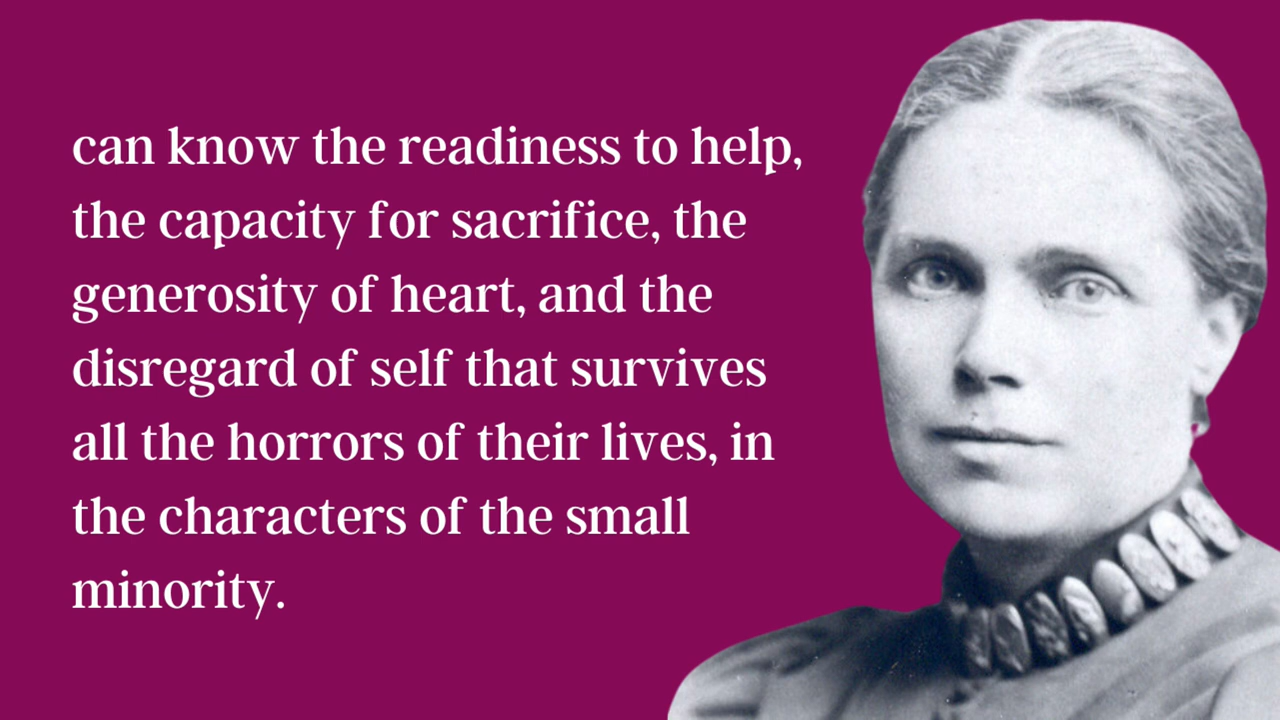 can know the readiness to help,
the capacity for sacrifice, the
generosity of heart, and the
disregard of self that survives
all the horrors of their lives, in
the characters of the small
minority.